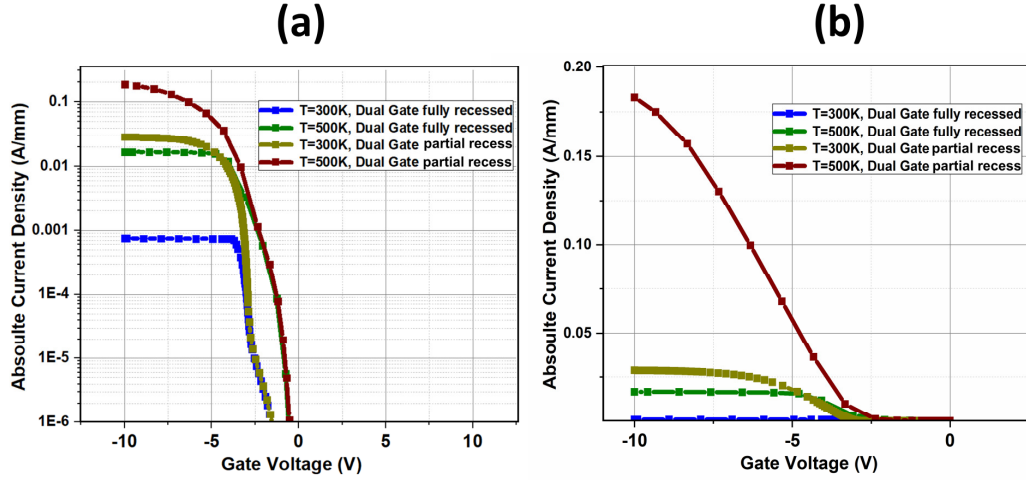 (a)
Absoulte Current Density (A/mm)
0.1
0.01
0.001
1E-4
1E-5
1E-6
T=300K, Dual Gate fully recessed
T=500K, Dual Gate fully recessed
T=300K, Dual Gate partial recess
T=500K, Dual Gate partial recess
-10
-5
0
5
10
Gate Voltage (V)
(b)
Absoulte Current Density (A/mm)
0.20
0.15
0.10
0.05
T=300K, Dual Gate fully recessed
T=500K, Dual Gate fully recessed
T=300K, Dual Gate partial recess
T=500K, Dual Gate partial recess
-10
-5
0
Gate Voltage (V)